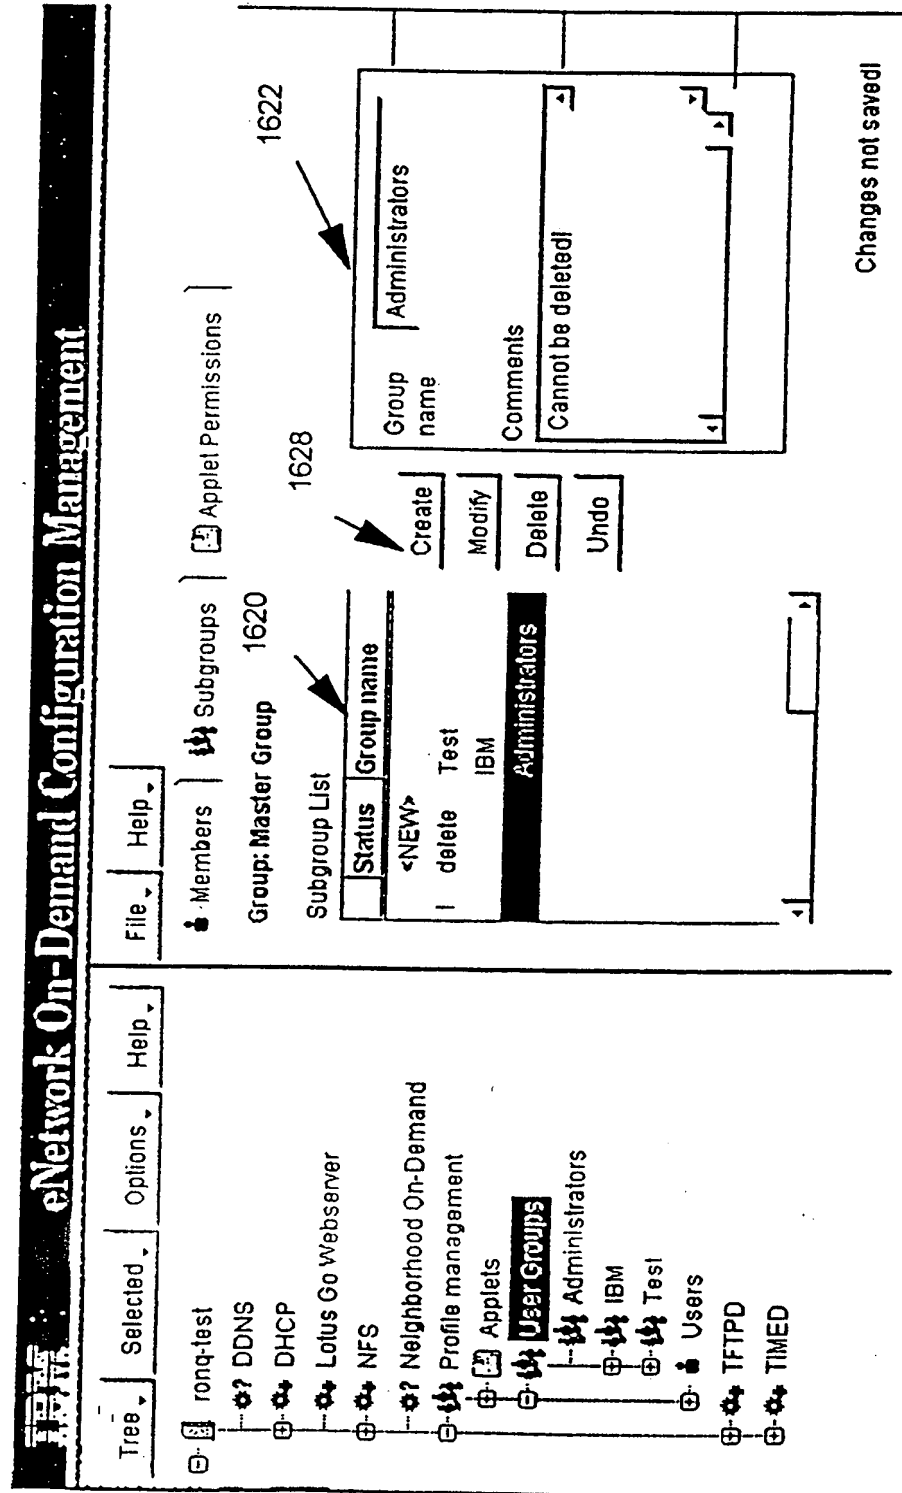 IBM
eNetwork On-Demand Configuration Management
Tree
Selected
Options
Help
ronq-test
? DDNS
DHCP
Lotus Go Webserver
NFS
? Neighborhood On-Demand
Profile management
Applets
User Groups
Administrators
IBM
Test
Users
TFTPD
TIMED
File
Help
Members
Subgroups
Applet Permissions
Group: Master Group
1620
Subgroup List
Status
Group name
<NEW>
| delete Test
IBM
Administrators
1628
Create
Modify
Delete
Undo
1622
Group
name
Administrators
Comments
Cannot be deleted!
Changes not saved!